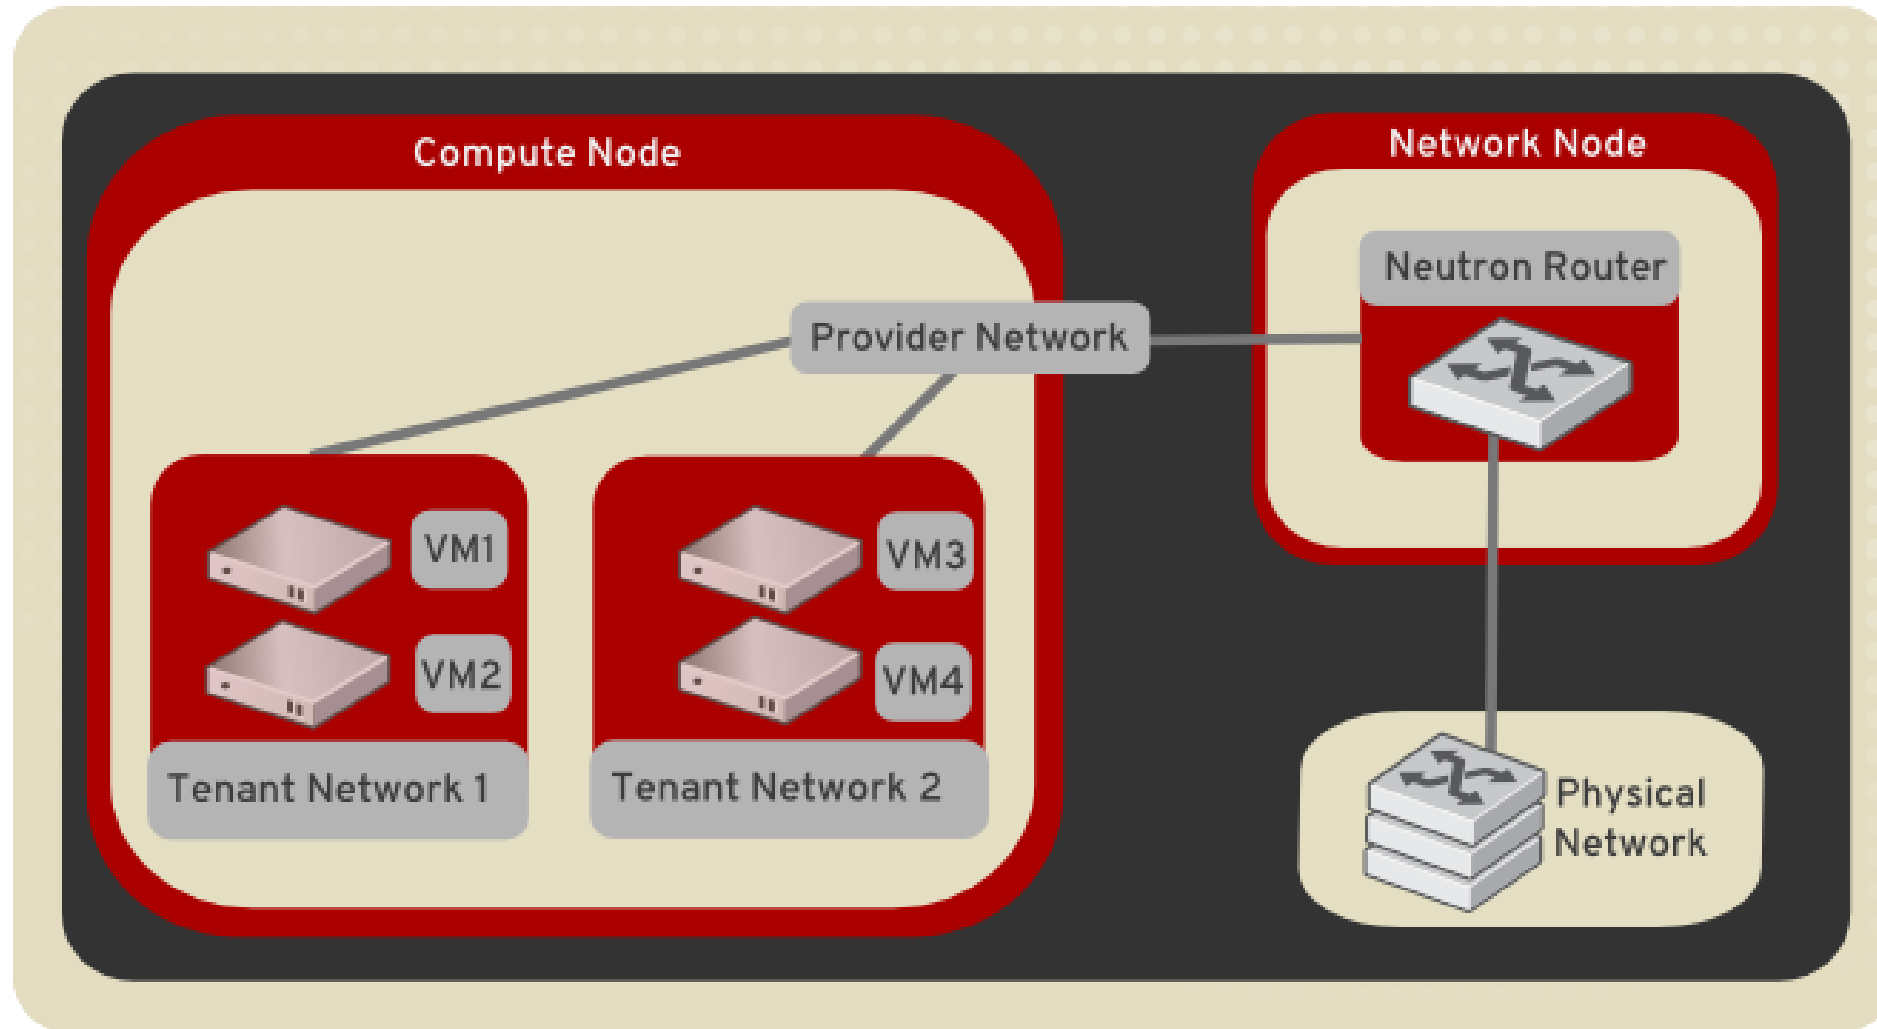 Compute Node
Network Node
Neutron Router
Provider Network
VM1
VM3
VM2
VM4
Tenant Network 1
Tenant Network 2
Physical
Network